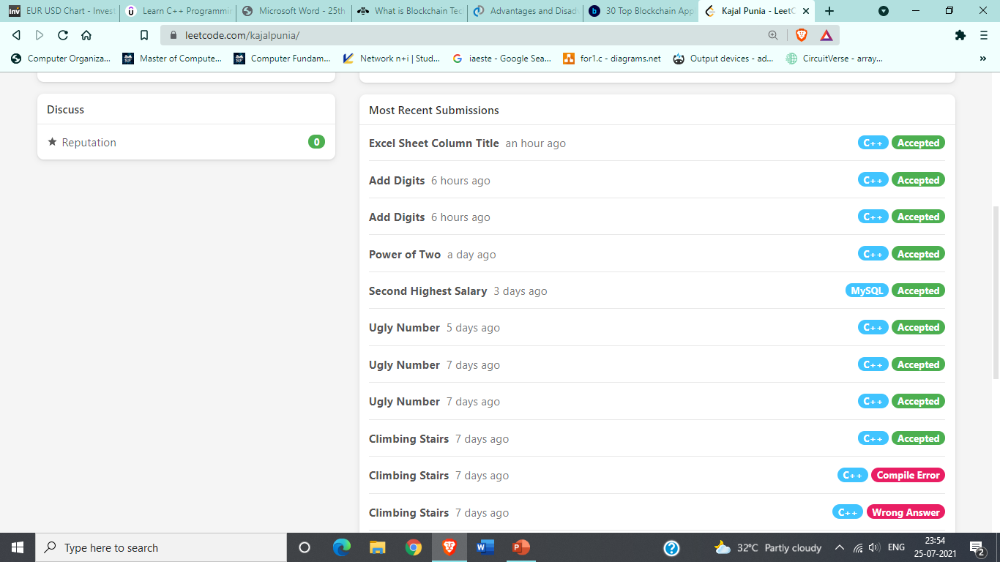 EUR USD Chart - Invest
Learn C++ Programmin
Microsoft Word - 25th
What is Blockchain Tec
Advantages and Disadv
30 Top Blockchain App
Kajal Punia - LeetC
leetcode.com/kajalpunia/
Computer Organiza...
Master of Compute...
Computer Fundam...
Network n+i | Stud...
iaeste - Google Sea...
for1.c - diagrams.net
Output devices - ad...
CircuitVerse - array...
»
Discuss
Reputation 0
Most Recent Submissions
Excel Sheet Column Title an hour ago C++ Accepted
Add Digits 6 hours ago C++ Accepted
Add Digits 6 hours ago C++ Accepted
Power of Two a day ago C++ Accepted
Second Highest Salary 3 days ago MySQL Accepted
Ugly Number 5 days ago C++ Accepted
Ugly Number 7 days ago C++ Accepted
Ugly Number 7 days ago C++ Accepted
Climbing Stairs 7 days ago C++ Accepted
Climbing Stairs 7 days ago C++ Compile Error
Climbing Stairs 7 days ago C++ Wrong Answer
Type here to search
32°C Partly cloudy
ENG
23:54
25-07-2021
2